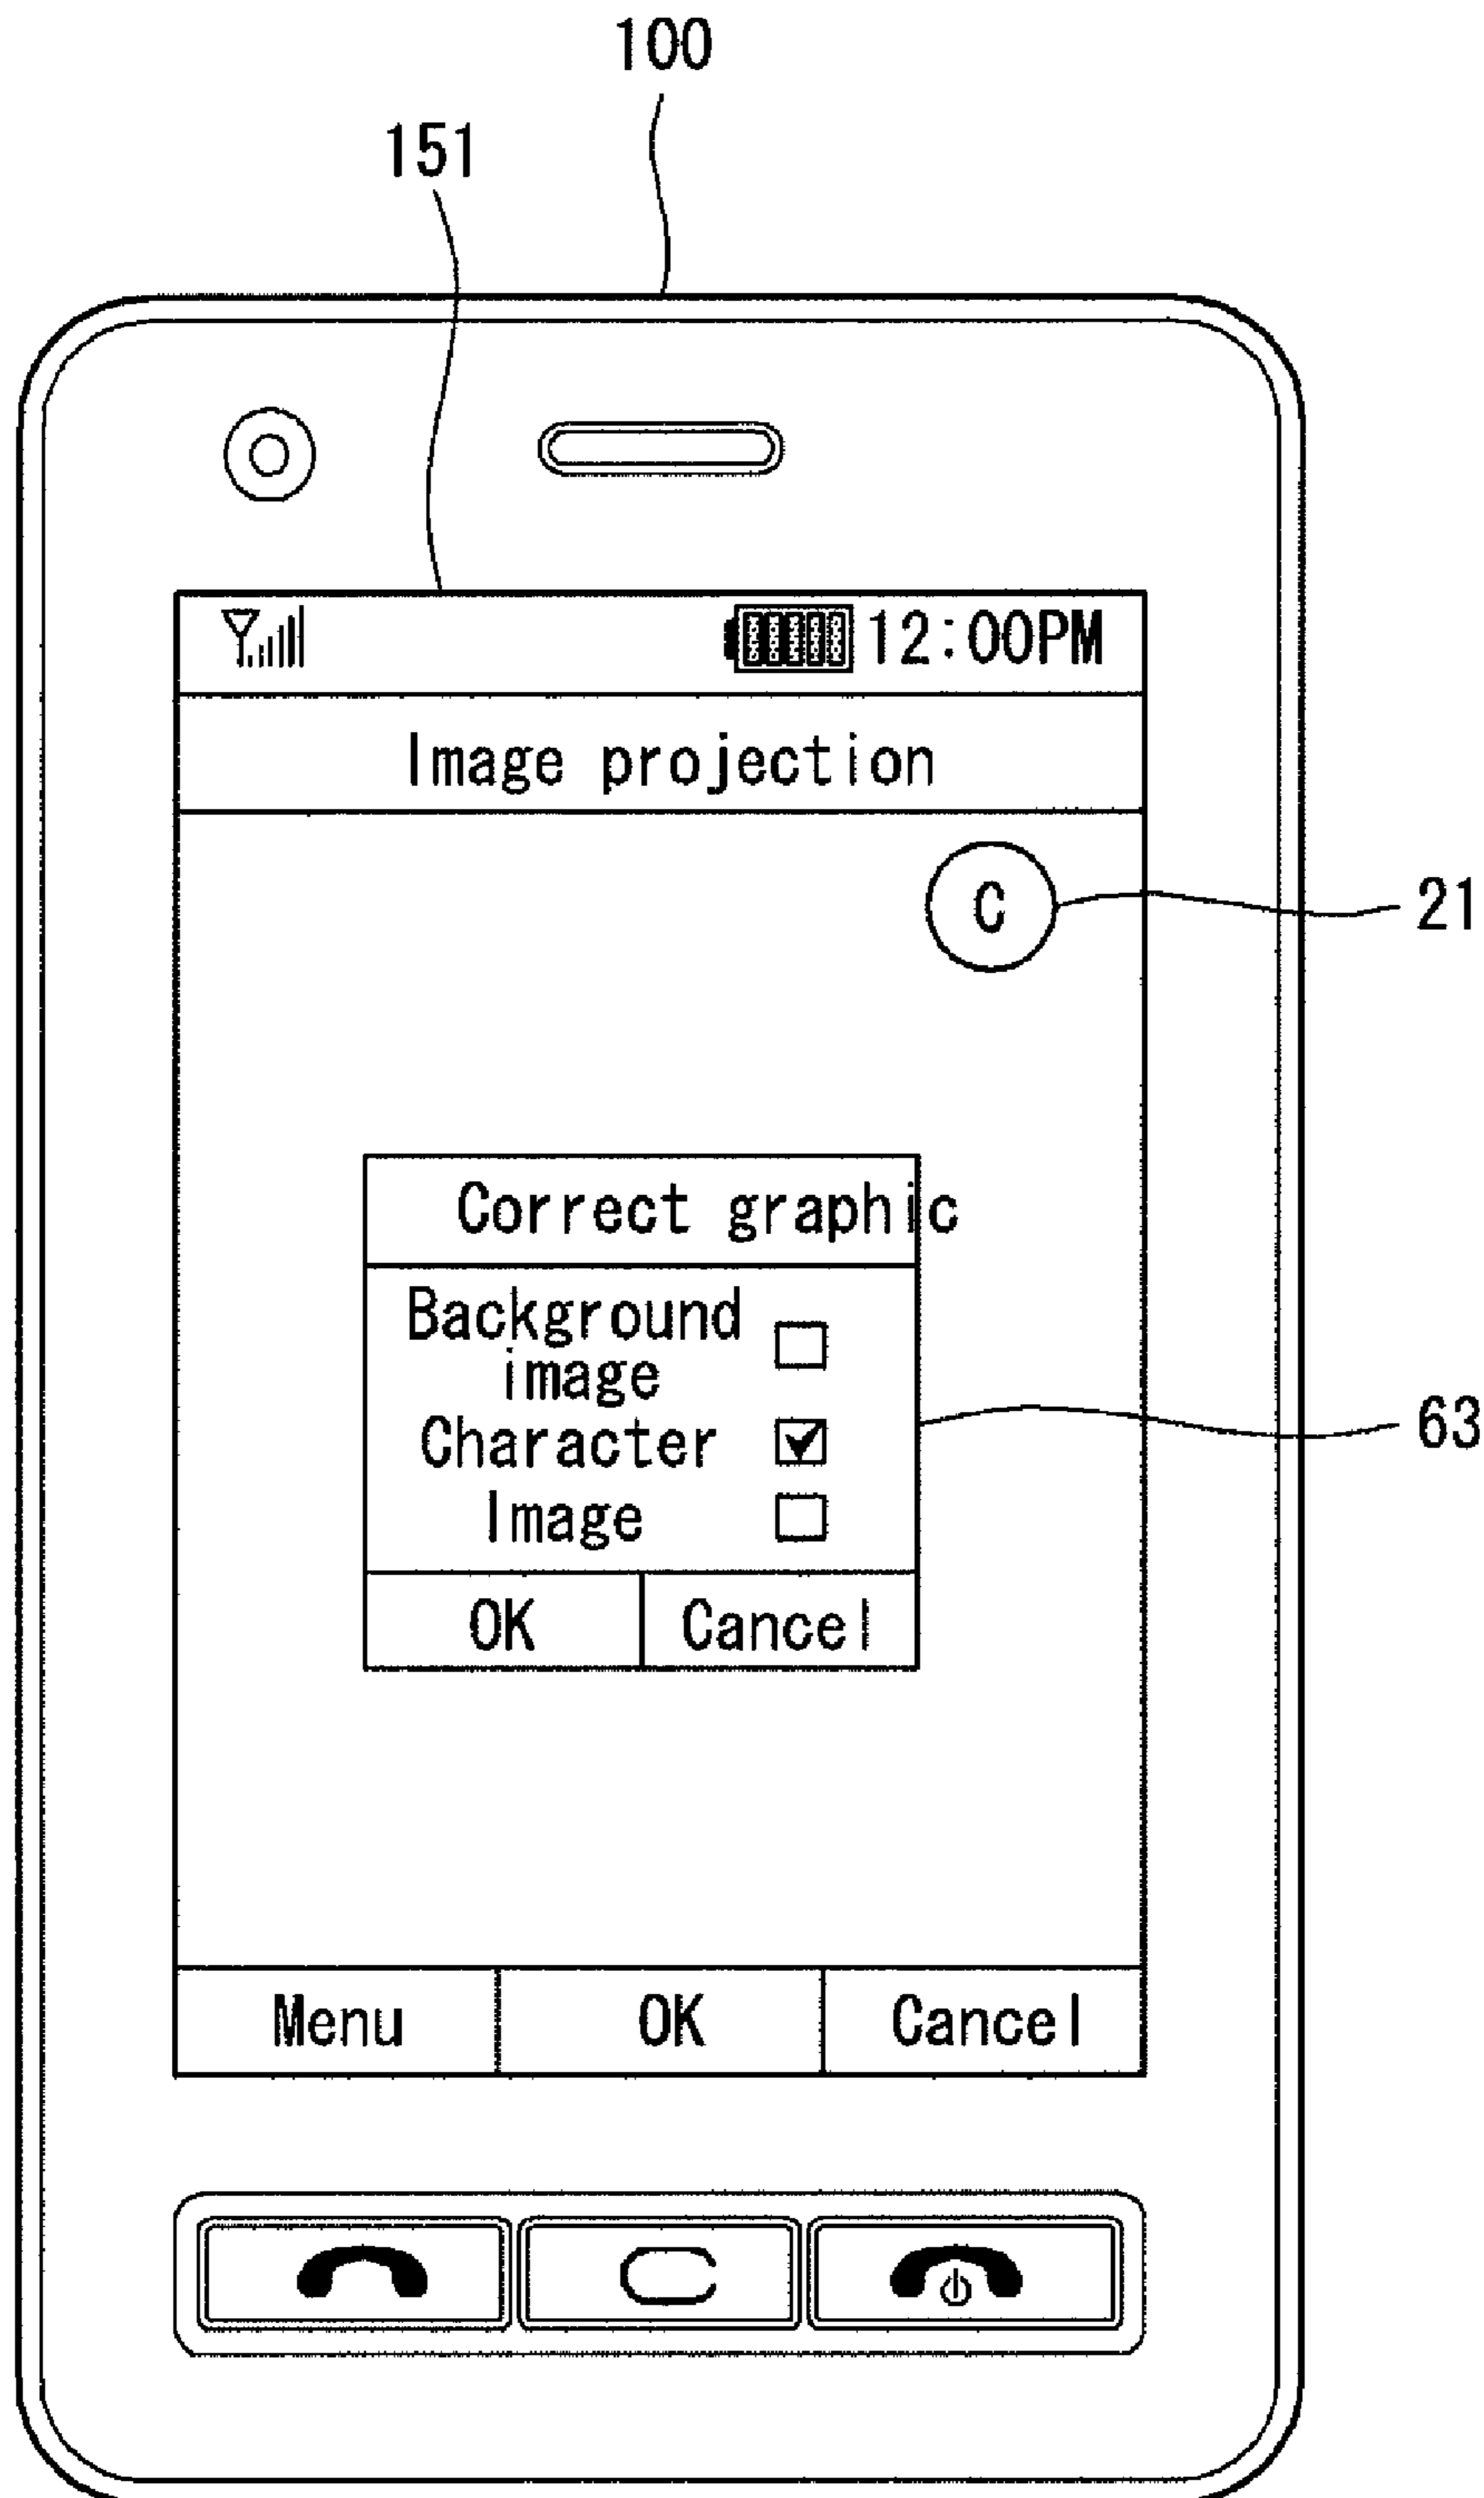 100
151
12:00PM
Image projection
C
21
Correct graphic
Background
image
63
Character
Image
OK Cancel
Menu OK Cancel
C